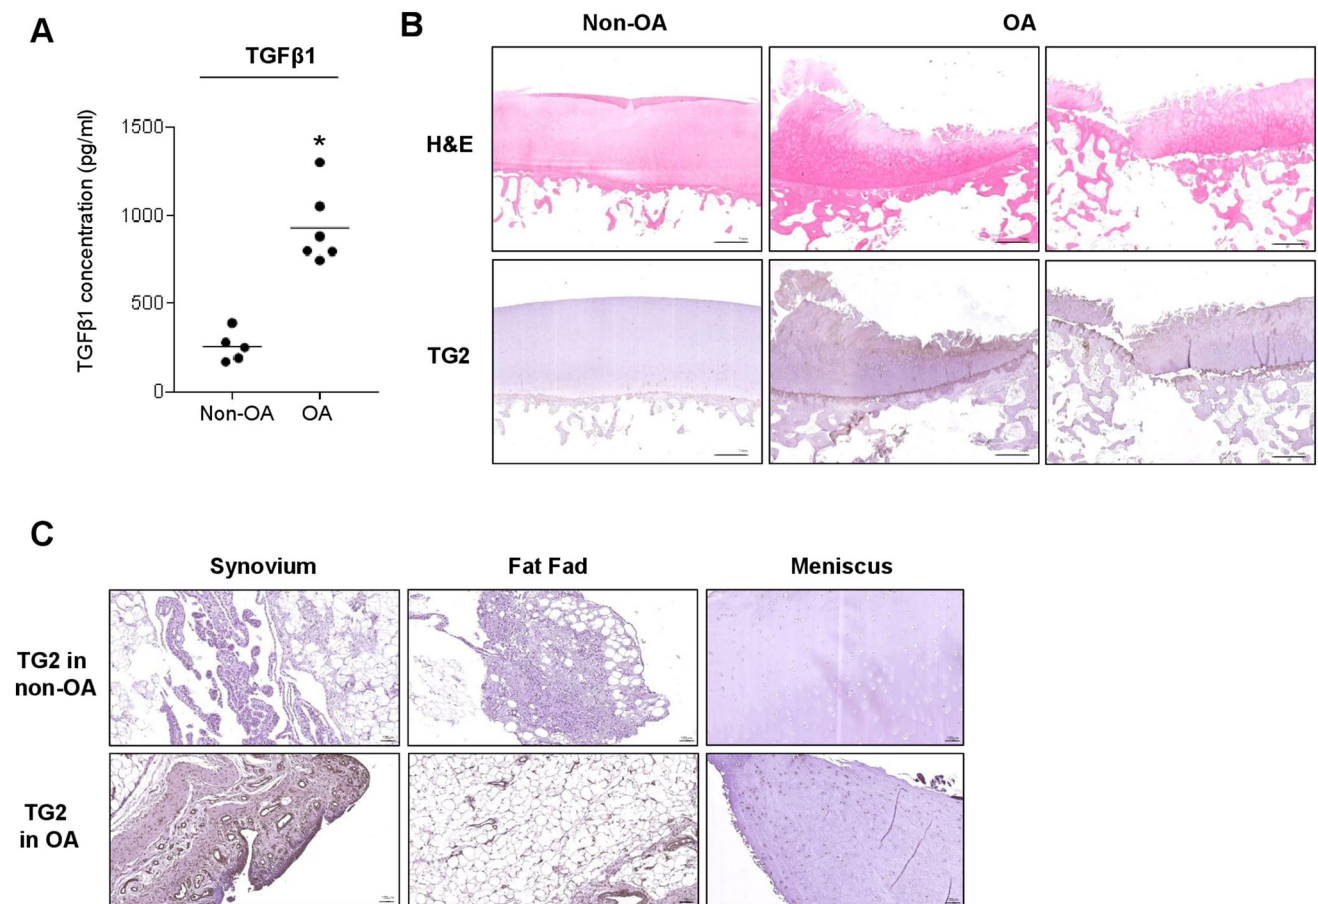 A
TGFβ1
TGFβ1 concentration (pg/ml)
1500
*
1000
500
0
Non-OA
OA
B
Non-OA
OA
H&E
TG2
C
Synovium
Fat Fad
Meniscus
TG2 in
non-OA
TG2
in OA